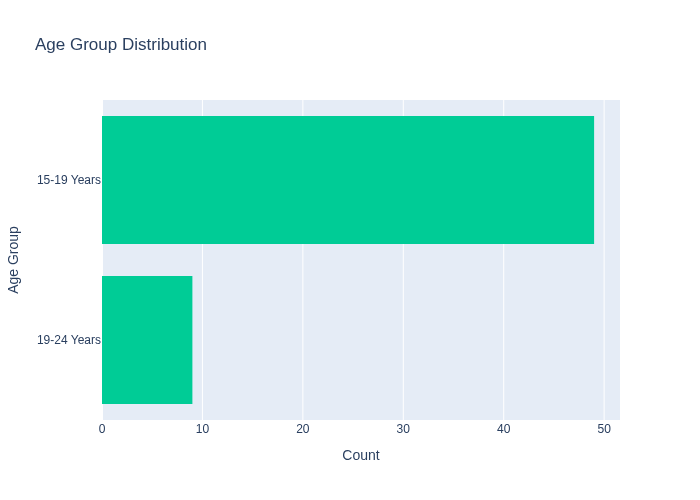 Age Group Distribution
Age Group
15-19 Years
19-24 Years
0 10 20 30 40 50
Count